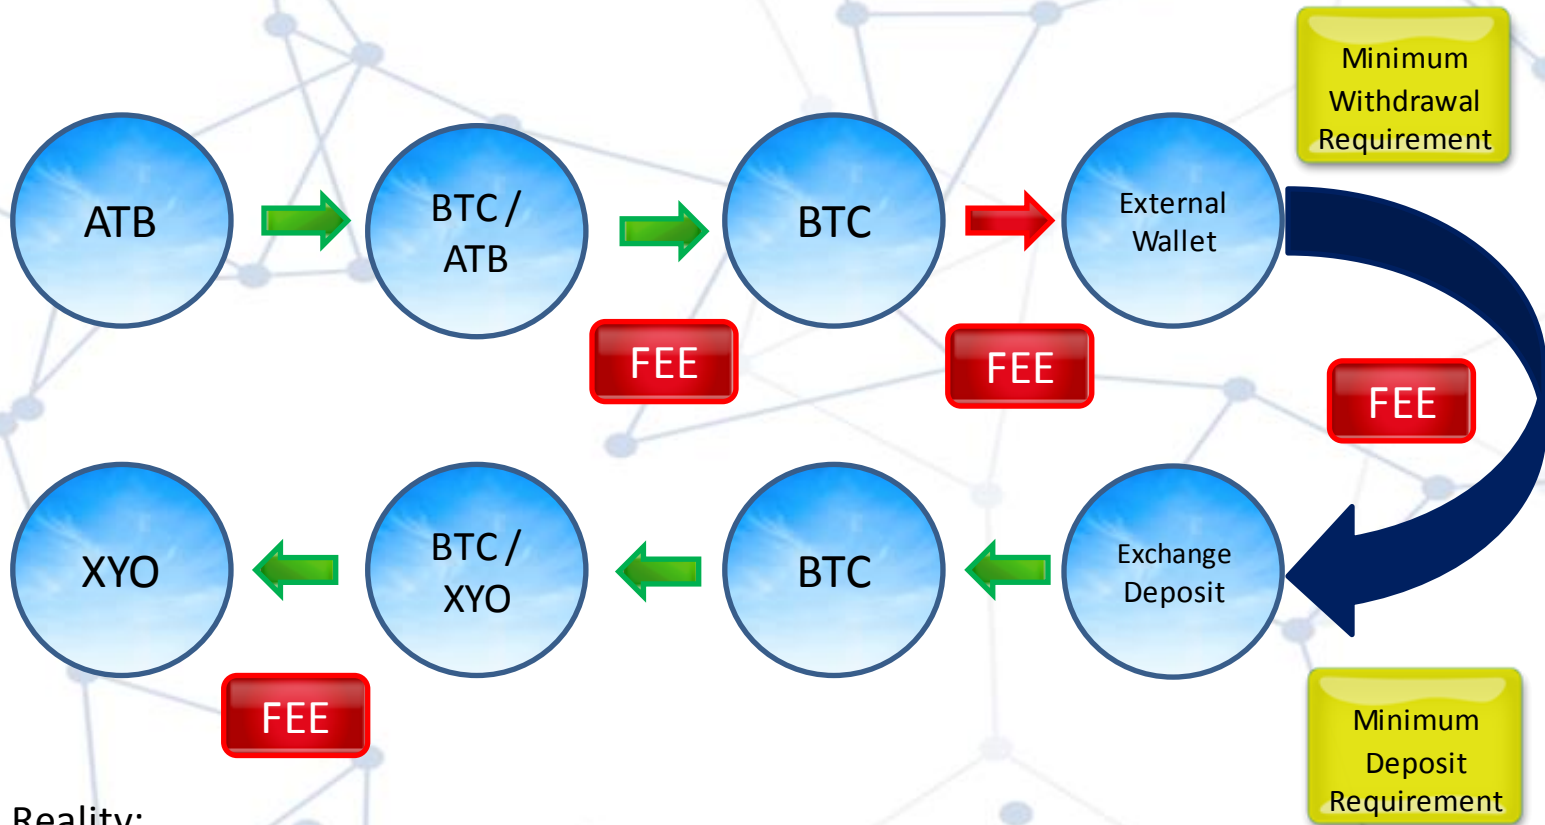 Minimum
Withdrawal
Requirement
ATB
BTC /
ATB
BTC
External
Wallet
FEE
FEE
FEE
XYO
BTC /
XYO
BTC
Exchange
Deposit
FEE
Minimum
Deposit
Requirement
Reality: